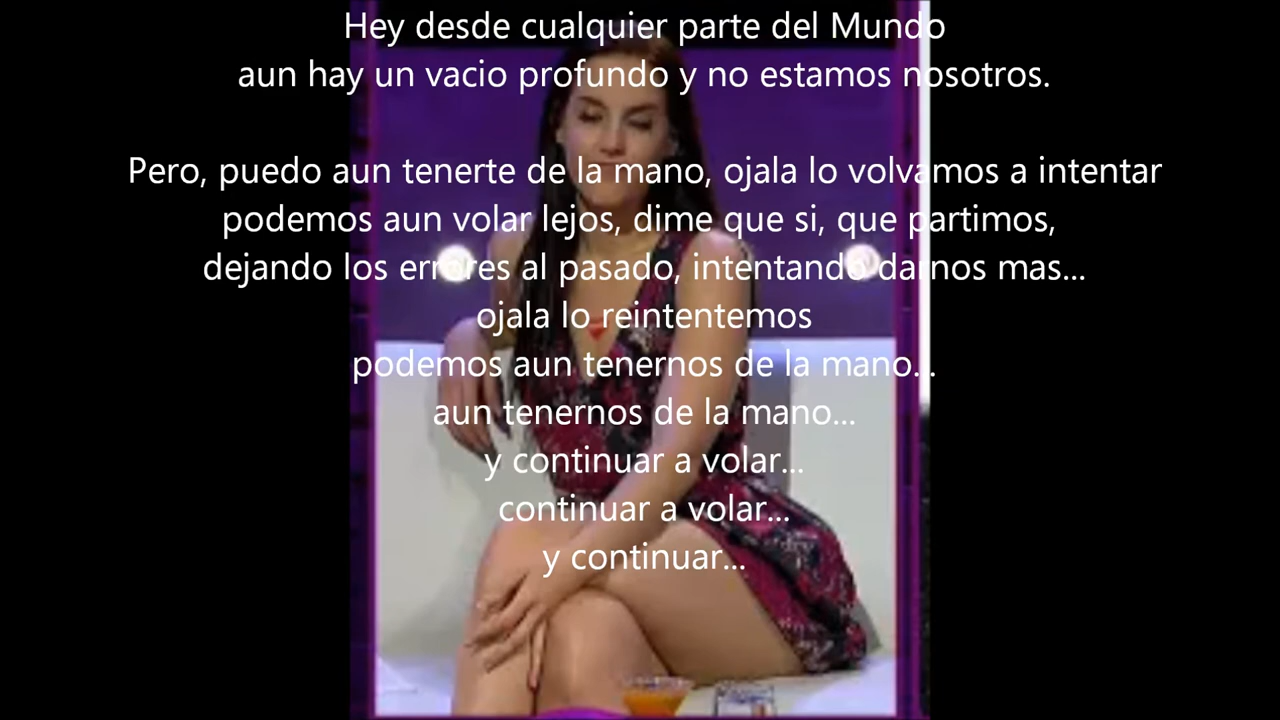 Hey desde cualquier parte del Mundo
aun hay un vacio profundo y no estamos nosotros.
Pero, puedo aun tenerte de la mano, ojala lo volvamos a intentar
podemos aun volar lejos, dime que si, que partimos,
dejando los errores al pasado, intentando darnos mas...
ojala lo reintentemos
podemos aun tenernos de la mano...
aun tenernos de la mano...
y continuar a volar...
continuar a volar...
y continuar...